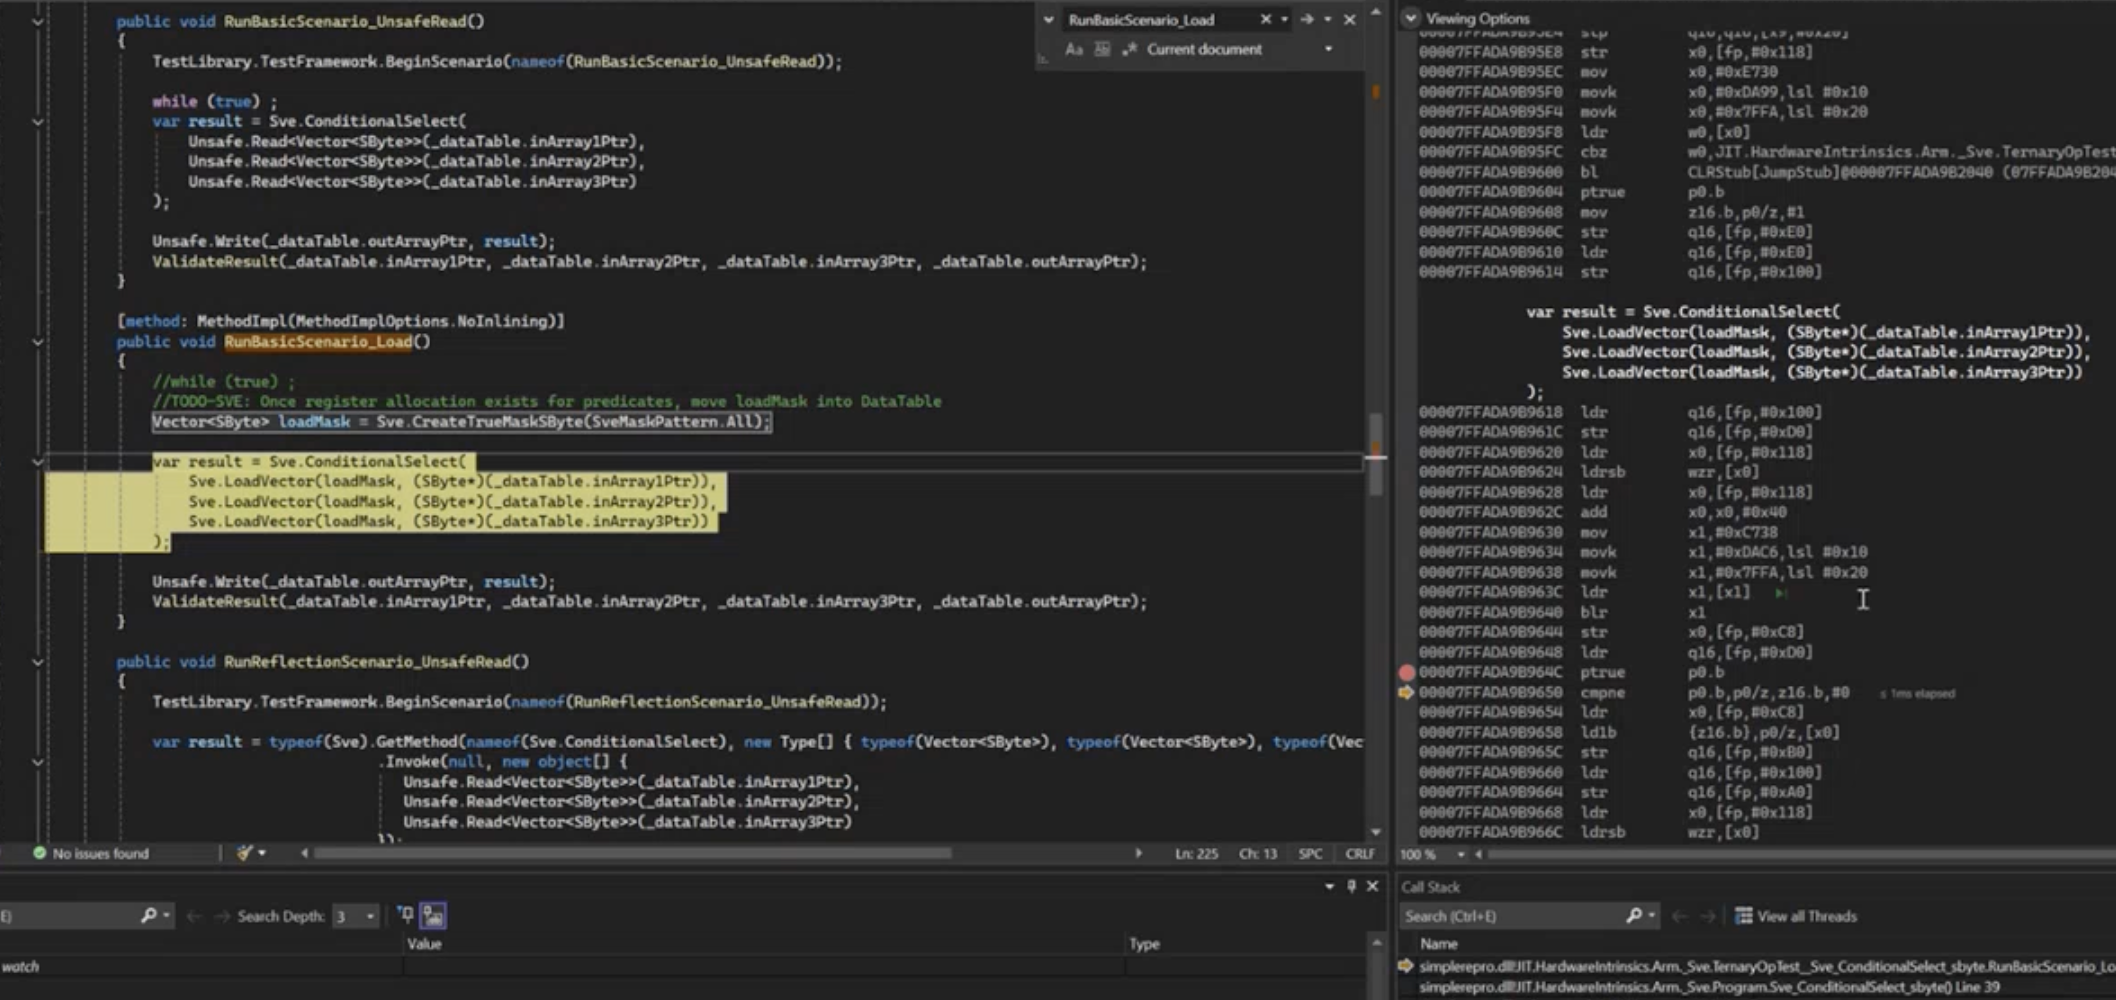 public void RunBasicScenario_UnsafeRead()
{
TestLibrary.TestFramework.BeginScenario(nameof(RunBasicScenario_UnsafeRead));
while (true) ;
var result = Sve.ConditionalSelect(
Unsafe.Read<Vector<SByte>>(_dataTable.inArray1Ptr),
Unsafe.Read<Vector<SByte>>(_dataTable.inArray2Ptr),
Unsafe.Read<Vector<SByte>>(_dataTable.inArray3Ptr)
);
Unsafe.Write(_dataTable.outArrayPtr, result);
ValidateResult(_dataTable.inArray1Ptr, _dataTable.inArray2Ptr, _dataTable.inArray3Ptr, _dataTable.outArrayPtr);
}
[method: MethodImpl(MethodImplOptions.NoInlining)]
public void RunBasicScenario_Load()
{
//while (true) ;
//TODO-SVE: Once register allocation exists for predicates, move loadMask into DataTable
Vector<SByte> loadMask = Sve.CreateTrueMaskSByte(SveMaskPattern.All);
var result = Sve.ConditionalSelect(
Sve.LoadVector(loadMask, (SByte*)(_dataTable.inArray1Ptr)),
Sve.LoadVector(loadMask, (SByte*)(_dataTable.inArray2Ptr)),
Sve.LoadVector(loadMask, (SByte*)(_dataTable.inArray3Ptr))
);
Unsafe.Write(_dataTable.outArrayPtr, result);
ValidateResult(_dataTable.inArray1Ptr, _dataTable.inArray2Ptr, _dataTable.inArray3Ptr, _dataTable.outArrayPtr);
}
public void RunReflectionScenario_UnsafeRead()
{
TestLibrary.TestFramework.BeginScenario(nameof(RunReflectionScenario_UnsafeRead));
var result = typeof(Sve).GetMethod(nameof(Sve.ConditionalSelect), new Type[] { typeof(Vector<SByte>), typeof(Vector<SByte>), typeof(Vec
.Invoke(null, new object[] {
Unsafe.Read<Vector<SByte>>(_dataTable.inArray1Ptr),
Unsafe.Read<Vector<SByte>>(_dataTable.inArray2Ptr),
Unsafe.Read<Vector<SByte>>(_dataTable.inArray3Ptr)
});
RunBasicScenario_Load
Aa Current document
No issues found
Ln: 225 Ch: 13 SPC CRLF
E)
Search Depth: 3
Value Type
watch
Viewing Options
00007FFADA9B95E4 stp q16,q16,[x9,#0x20]
00007FFADA9B95E8 str x0,[fp,#0x118]
00007FFADA9B95EC mov x0,#0xE730
00007FFADA9B95F0 movk x0,#0xDA99,lsl #0x10
00007FFADA9B95F4 movk x0,#0x7FFA,lsl #0x20
00007FFADA9B95F8 ldr w0,[x0]
00007FFADA9B95FC cbz w0,JIT.HardwareIntrinsics.Arm._Sve.TernaryOpTest
00007FFADA9B9600 bl CLRStub[JumpStub]@00007FFADA9B2040 (07FFADA9B204
00007FFADA9B9604 ptrue p0.b
00007FFADA9B9608 mov z16.b,p0/z,#1
00007FFADA9B960C str q16,[fp,#0xE0]
00007FFADA9B9610 ldr q16,[fp,#0xE0]
00007FFADA9B9614 str q16,[fp,#0x100]
var result = Sve.ConditionalSelect(
Sve.LoadVector(loadMask, (SByte*)(_dataTable.inArray1Ptr)),
Sve.LoadVector(loadMask, (SByte*)(_dataTable.inArray2Ptr)),
Sve.LoadVector(loadMask, (SByte*)(_dataTable.inArray3Ptr))
);
00007FFADA9B9618 ldr q16,[fp,#0x100]
00007FFADA9B961C str q16,[fp,#0xD0]
00007FFADA9B9620 ldr x0,[fp,#0x118]
00007FFADA9B9624 ldrsb wzr,[x0]
00007FFADA9B9628 ldr x0,[fp,#0x118]
00007FFADA9B962C add x0,x0,#0x40
00007FFADA9B9630 mov x1,#0xC738
00007FFADA9B9634 movk x1,#0xDAC6,lsl #0x10
00007FFADA9B9638 movk x1,#0x7FFA,lsl #0x20
00007FFADA9B963C ldr x1,[x1]
00007FFADA9B9640 blr x1
00007FFADA9B9644 str x0,[fp,#0xC8]
00007FFADA9B9648 ldr q16,[fp,#0xD0]
00007FFADA9B964C ptrue p0.b
00007FFADA9B9650 cmpne p0.b,p0/z,z16.b,#0 ≤ 1ms elapsed
00007FFADA9B9654 ldr x0,[fp,#0xC8]
00007FFADA9B9658 ld1b {z16.b},p0/z,[x0]
00007FFADA9B965C str q16,[fp,#0xB0]
00007FFADA9B9660 ldr q16,[fp,#0x100]
00007FFADA9B9664 str q16,[fp,#0xA0]
00007FFADA9B9668 ldr x0,[fp,#0x118]
00007FFADA9B966C ldrsb wzr,[x0]
100 %
Call Stack
Search (Ctrl+E) View all Threads
Name
simplerepro.dll!JIT.HardwareIntrinsics.Arm._Sve.TernaryOpTest__Sve_ConditionalSelect_sbyte.RunBasicScenario_Lo
simplerepro.dll!JIT.HardwareIntrinsics.Arm._Sve.Program.Sve_ConditionalSelect_sbyte() Line 39